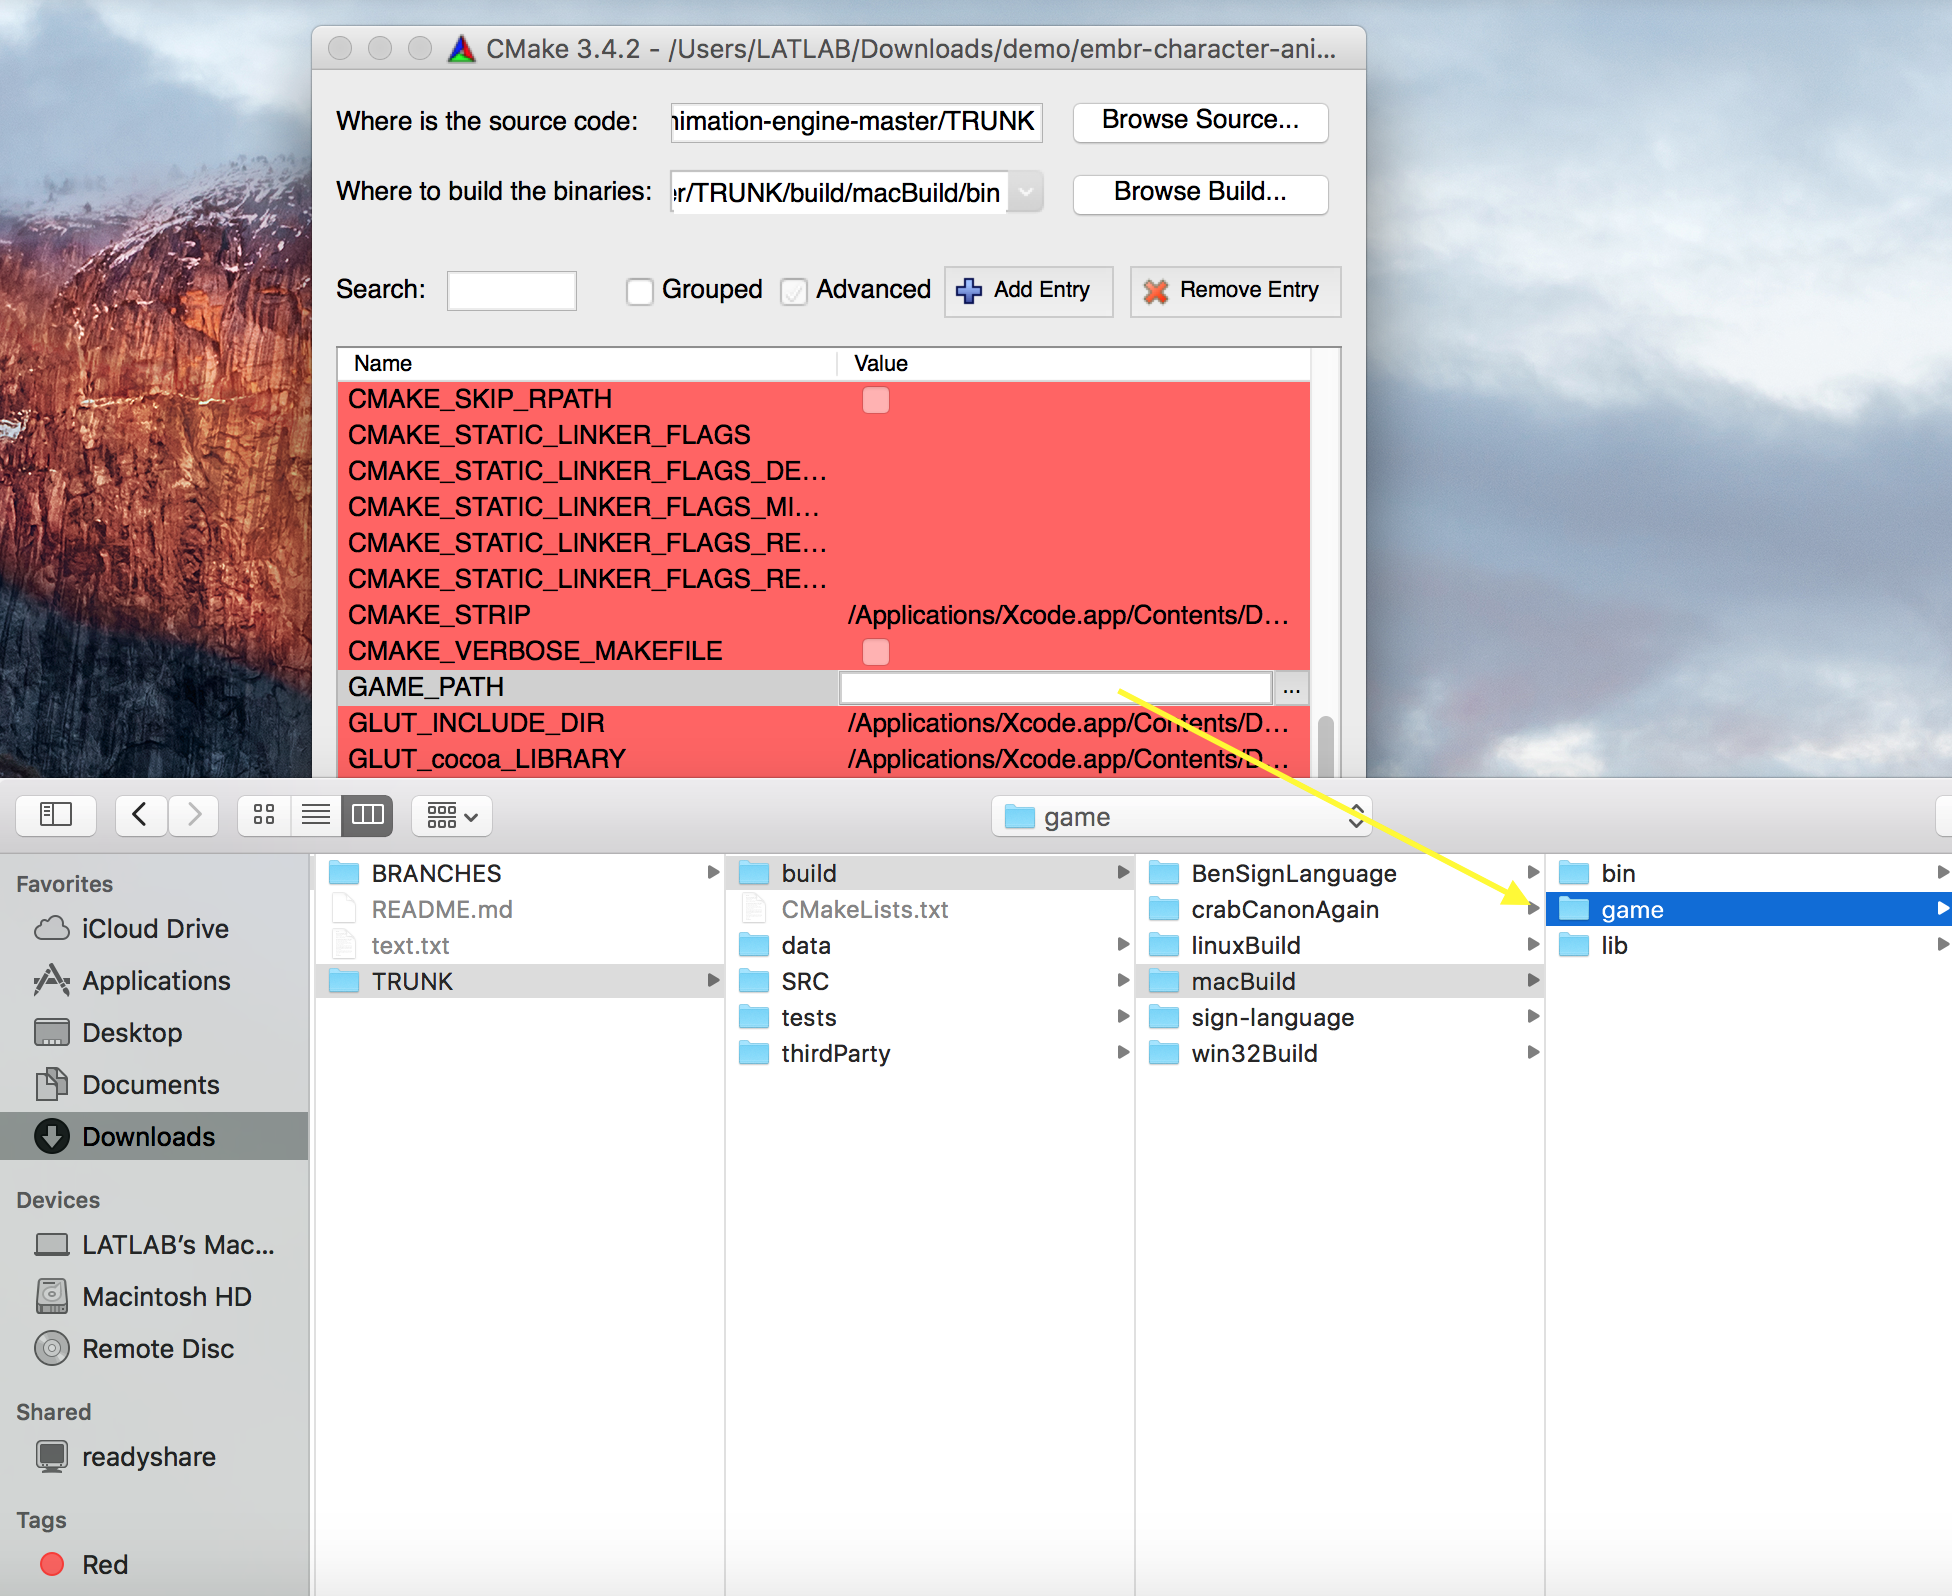 CMake 3.4.2 - /Users/LATLAB/Downloads/demo/embr-character-ani...
Where is the source code:
nimation-engine-master/TRUNK
Browse Source...
Where to build the binaries:
er/TRUNK/build/macBuild/bin
Browse Build...
Search:
Grouped
Advanced
Add Entry
Remove Entry
Name
Value
CMAKE_SKIP_RPATH
CMAKE_STATIC_LINKER_FLAGS
CMAKE_STATIC_LINKER_FLAGS_DE...
CMAKE_STATIC_LINKER_FLAGS_MI...
CMAKE_STATIC_LINKER_FLAGS_RE...
CMAKE_STATIC_LINKER_FLAGS_RE...
CMAKE_STRIP /Applications/Xcode.app/Contents/D...
CMAKE_VERBOSE_MAKEFILE
GAME_PATH ...
GLUT_INCLUDE_DIR /Applications/Xcode.app/Contents/D...
GLUT_cocoa_LIBRARY /Applications/Xcode.app/Contents/D...
game
Favorites
iCloud Drive
Applications
Desktop
Documents
Downloads
Devices
LATLAB’s Mac...
Macintosh HD
Remote Disc
Shared
readyshare
Tags
Red
BRANCHES
README.md
text.txt
TRUNK
build
CMakeLists.txt
data
SRC
tests
thirdParty
BenSignLanguage
crabCanonAgain
linuxBuild
macBuild
sign-language
win32Build
bin
game
lib